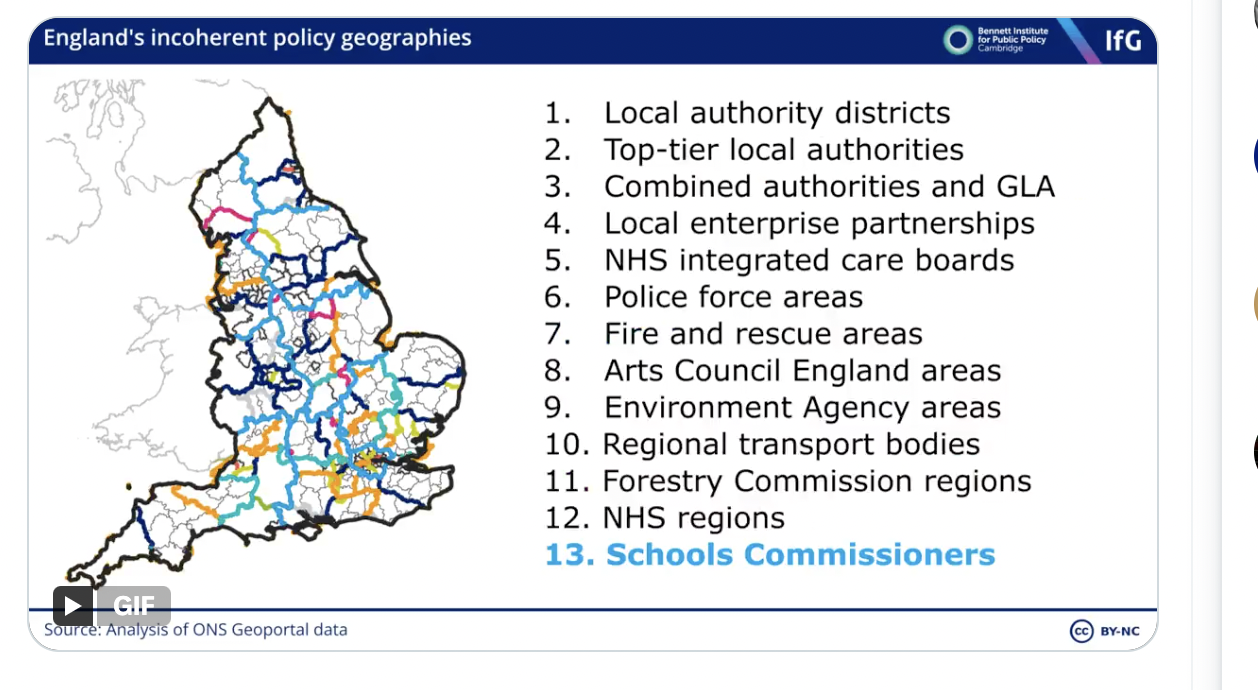 England's incoherent policy geographies
Bennett Institute
for Public Policy
Cambridge
IfG
1. Local authority districts
2. Top-tier local authorities
3. Combined authorities and GLA
4. Local enterprise partnerships
5. NHS integrated care boards
6. Police force areas
7. Fire and rescue areas
8. Arts Council England areas
9. Environment Agency areas
10. Regional transport bodies
11. Forestry Commission regions
12. NHS regions
13. Schools Commissioners
GIF
Source: Analysis of ONS Geoportal data
cc BY-NC